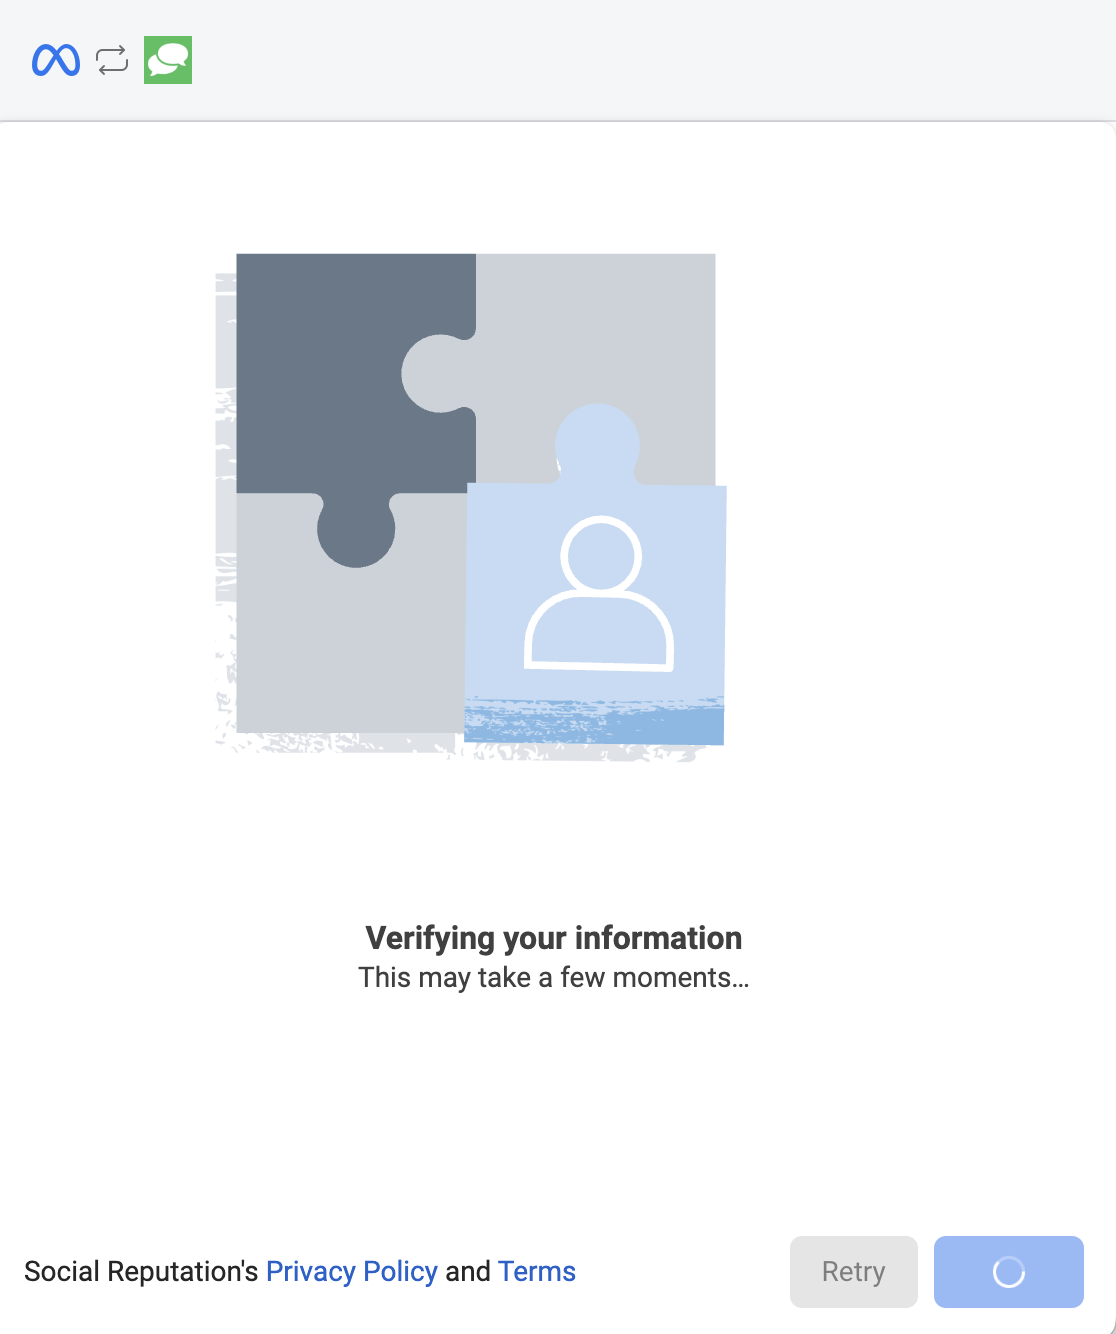 Verifying your information
This may take a few moments...
Social Reputation's Privacy Policy and Terms
Retry